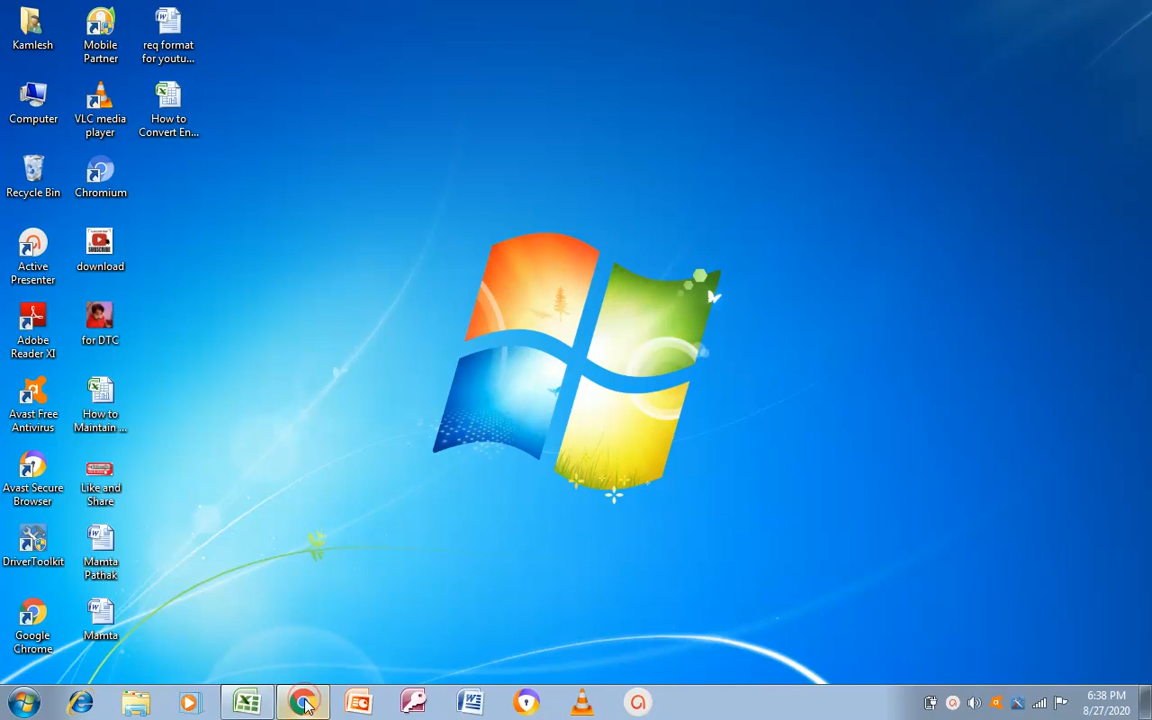 Kamlesh
Mobile
Partner
req format
for youtu...
Computer
VLC media
player
How to
Convert En...
Recycle Bin
Chromium
Active
Presenter
download
Adobe
Reader XI
for DTC
Avast Free
Antivirus
How to
Maintain ...
Avast Secure
Browser
Like and
Share
DriverToolkit
Mamta
Pathak
Google
Chrome
Mamta
6:38 PM
8/27/2020